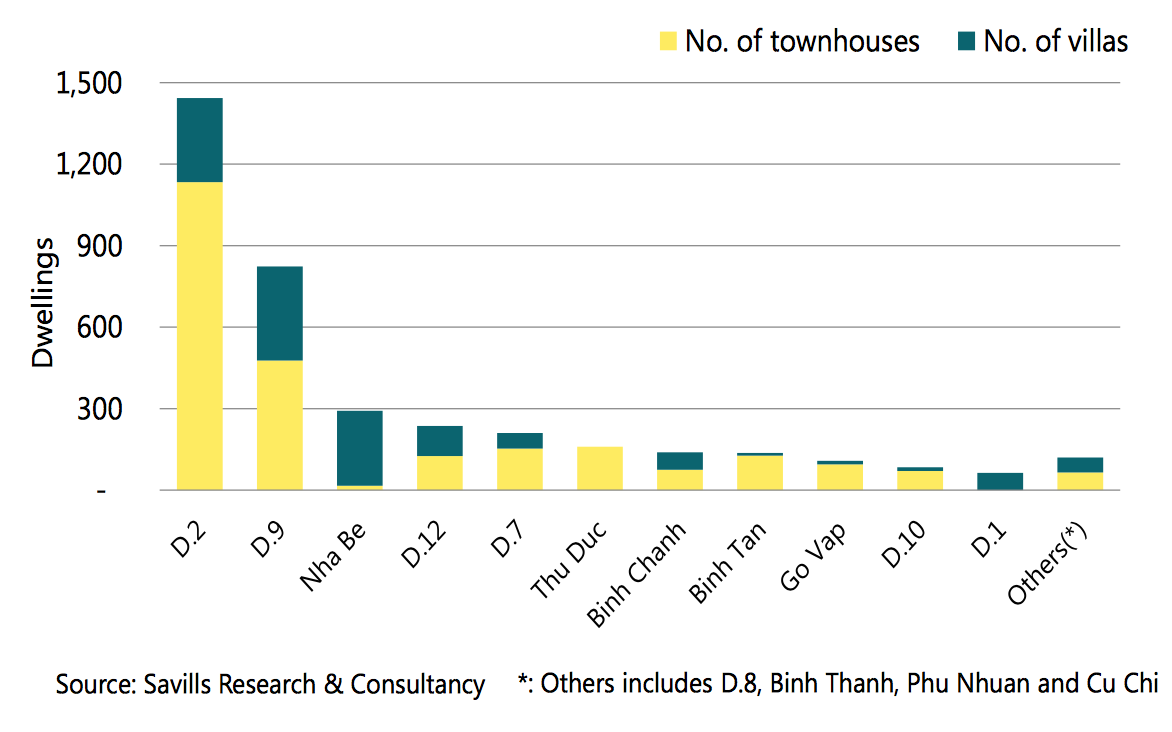 No. of townhouses No. of villas
1,500
1,200
900
600
300
-
Dwellings
D.2 D.9 Nha Be D.12 D.7 Thu Duc Binh Chanh Binh Tan Go Vap D.10 D.1 Others(*)
Source: Savills Research & Consultancy *: Others includes D.8, Binh Thanh, Phu Nhuan and Cu Chi